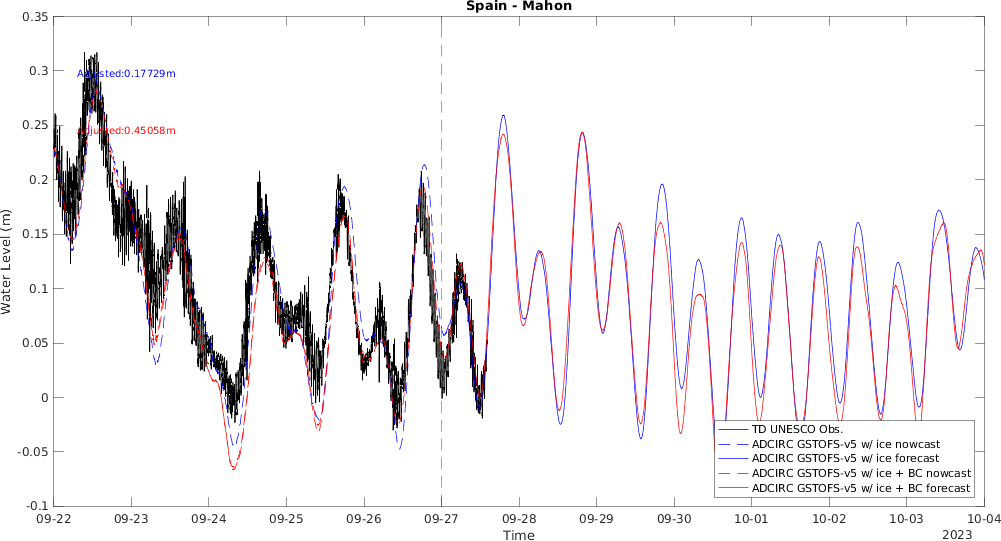 Spain - Mahon
0.35
0.3
0.25
0.2
0.15
0.1
0.05
0
-0.05
-0.1
Water Level (m)
Adjusted:0.17729m
Adjusted:0.45058m
TD UNESCO Obs.
ADCIRC GSTOFS-v5 w/ ice nowcast
ADCIRC GSTOFS-v5 w/ ice forecast
ADCIRC GSTOFS-v5 w/ ice + BC nowcast
ADCIRC GSTOFS-v5 w/ ice + BC forecast
09-22 09-23 09-24 09-25 09-26 09-27 09-28 09-29 09-30 10-01 10-02 10-03 10-04
Time
2023